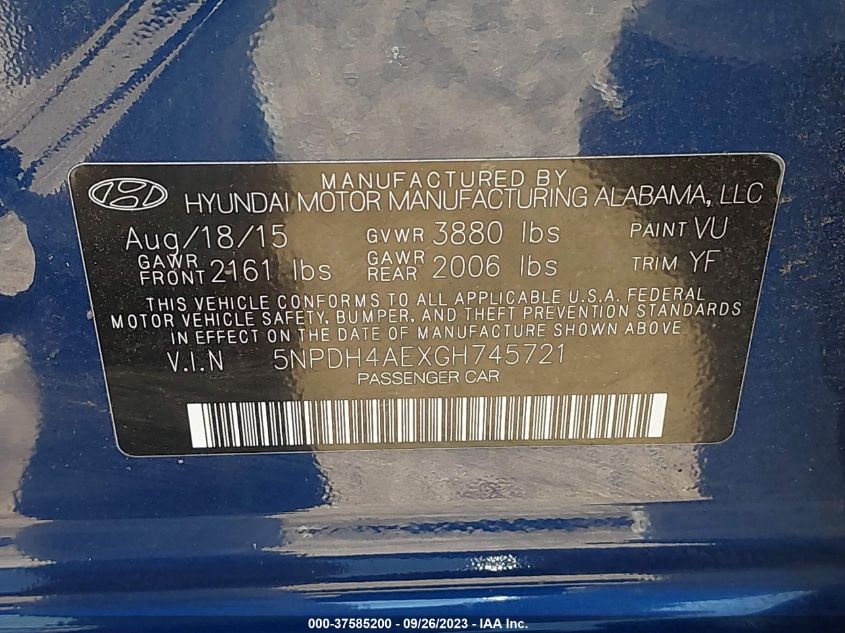 MANUFACTURED BY
HYUNDAI MOTOR MANUFACTURING ALABAMA, LLC
Aug/18/15 GVWR 3880 lbs PAINT VU
GAWR FRONT 2161 lbs GAWR REAR 2006 lbs TRIM YF
THIS VEHICLE CONFORMS TO ALL APPLICABLE U.S.A. FEDERAL
MOTOR VEHICLE SAFETY, BUMPER, AND THEFT PREVENTION STANDARDS
IN EFFECT ON THE DATE OF MANUFACTURE SHOWN ABOVE
V.I.N 5NPDH4AEXGH745721
PASSENGER CAR
000-37585200 - 09/26/2023 - IAA Inc.